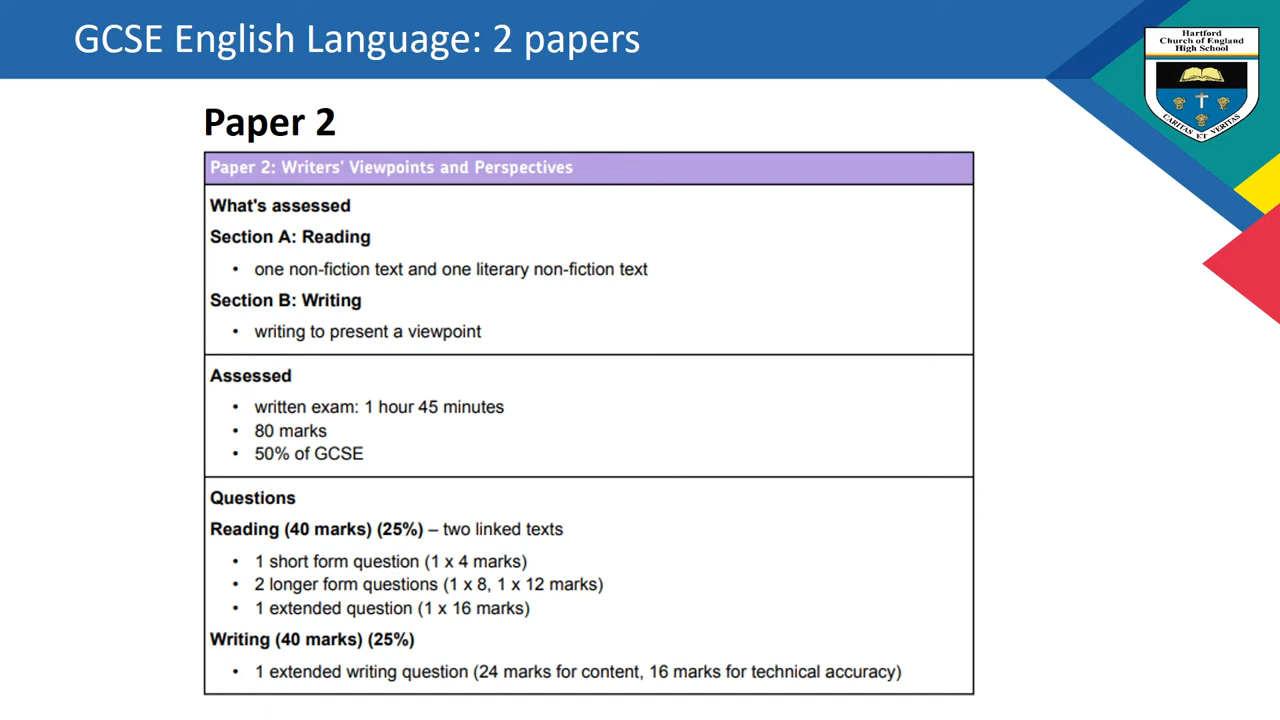 GCSE English Language: 2 papers
Hartford
Church of England
High School
CARITAS ET VERITAS
Paper 2
Paper 2: Writers' Viewpoints and Perspectives
What's assessed
Section A: Reading
• one non-fiction text and one literary non-fiction text
Section B: Writing
• writing to present a viewpoint
Assessed
• written exam: 1 hour 45 minutes
• 80 marks
• 50% of GCSE
Questions
Reading (40 marks) (25%) – two linked texts
• 1 short form question (1 x 4 marks)
• 2 longer form questions (1 x 8, 1 x 12 marks)
• 1 extended question (1 x 16 marks)
Writing (40 marks) (25%)
• 1 extended writing question (24 marks for content, 16 marks for technical accuracy)